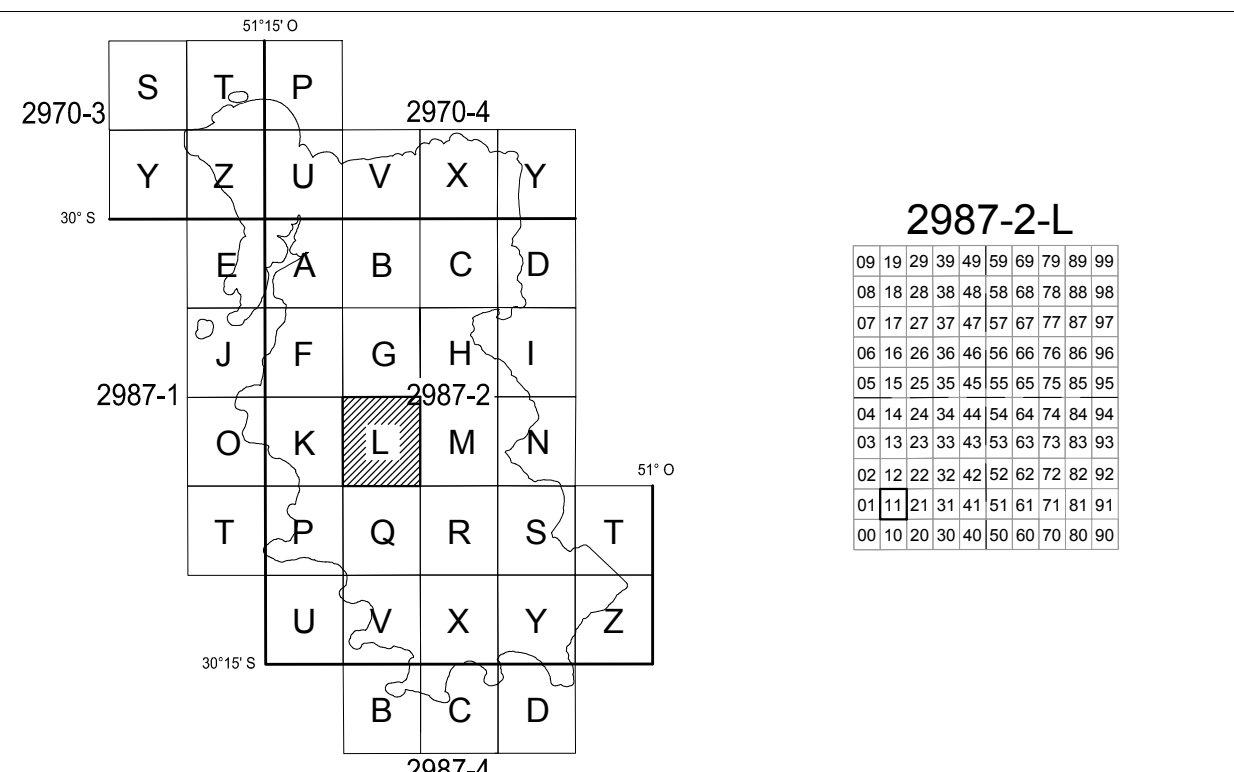 51°15' O
S T P
2970-3 2970-4
Y Z U V X Y
30° S
E A B C D
J F G H I
2987-1 2987-2
O K L M N
51° O
T P Q R S T
U V X Y Z
30°15' S
B C D
2987-4
2987-2-L
09 19 29 39 49 59 69 79 89 99
08 18 28 38 48 58 68 78 88 98
07 17 27 37 47 57 67 77 87 97
06 16 26 36 46 56 66 76 86 96
05 15 25 35 45 55 65 75 85 95
04 14 24 34 44 54 64 74 84 94
03 13 23 33 43 53 63 73 83 93
02 12 22 32 42 52 62 72 82 92
01 11 21 31 41 51 61 71 81 91
00 10 20 30 40 50 60 70 80 90